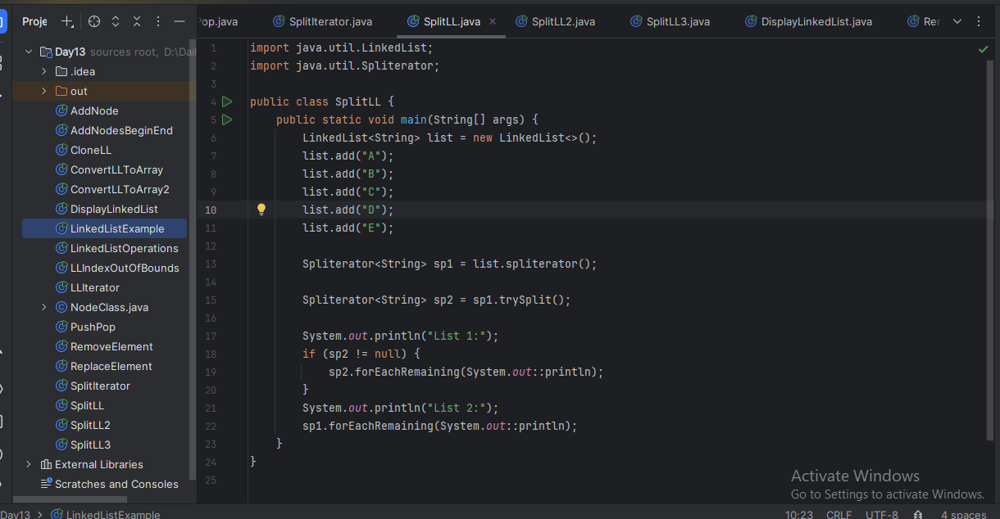 Proje
op.java
SplitIterator.java
SplitLL.java
SplitLL2.java
SplitLL3.java
DisplayLinkedList.java
Day13 sources root, D:\Dail
.idea
out
AddNode
AddNodesBeginEnd
CloneLL
ConvertLLToArray
ConvertLLToArray2
DisplayLinkedList
LinkedListExample
LinkedListOperations
LLIndexOutOfBounds
LLIterator
NodeClass.java
PushPop
RemoveElement
ReplaceElement
SplitIterator
SplitLL
SplitLL2
SplitLL3
External Libraries
Scratches and Consoles
1 import java.util.LinkedList;
2 import java.util.Spliterator;
3
4 public class SplitLL {
5     public static void main(String[] args) {
6         LinkedList<String> list = new LinkedList<>();
7         list.add("A");
8         list.add("B");
9         list.add("C");
10         list.add("D");
11         list.add("E");
12
13         Spliterator<String> sp1 = list.spliterator();
14
15         Spliterator<String> sp2 = sp1.trySplit();
16
17         System.out.println("List 1:");
18         if (sp2 != null) {
19             sp2.forEachRemaining(System.out::println);
20         }
21         System.out.println("List 2:");
22         sp1.forEachRemaining(System.out::println);
23     }
24 }
25
Activate Windows
Go to Settings to activate Windows.
Day13 > LinkedListExample
10:23 CRLF UTF-8 4 spaces